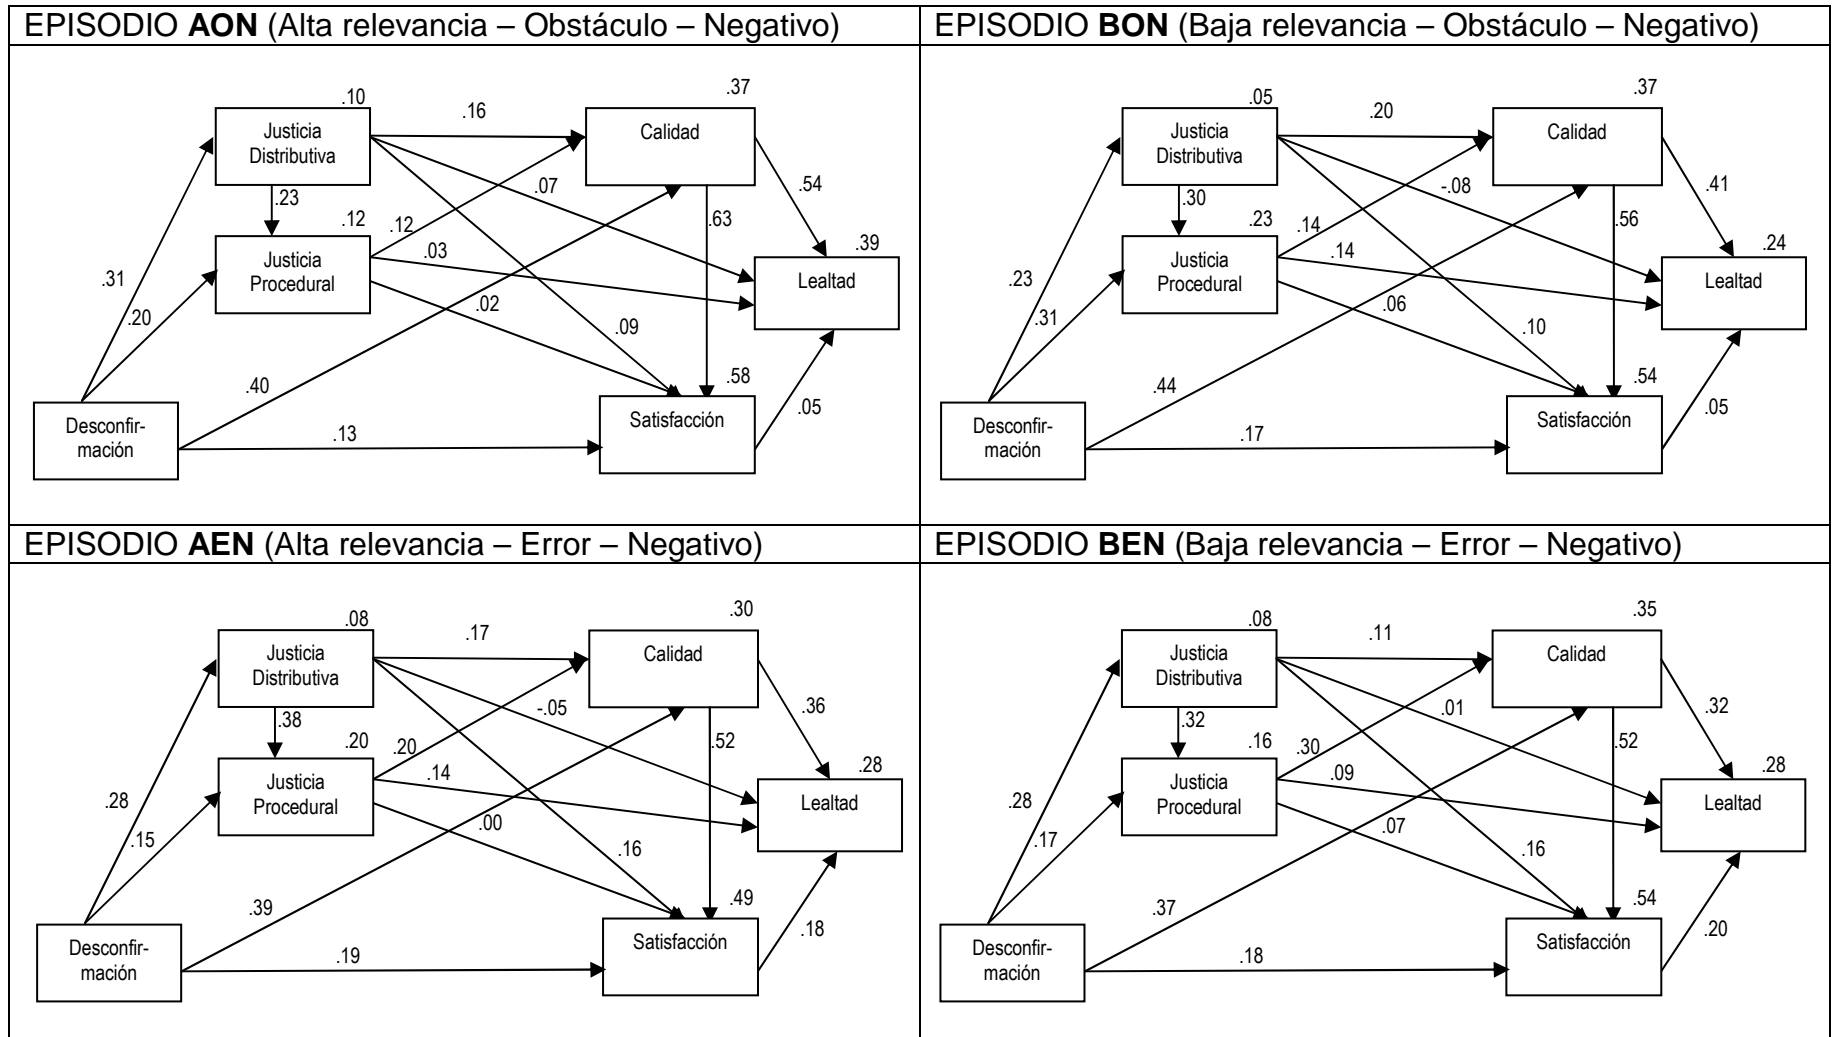 EPISODIO AON (Alta relevancia – Obstáculo – Negativo)
.10
.16
.37
Justicia
Distributiva
Calidad
.07
.54
.23
.12
.12
.63
.03
.39
Justicia
Procedural
Lealtad
.31
.20
.02
.09
.40
.58
.05
Desconfir-
mación
.13
Satisfacción
EPISODIO BON (Baja relevancia – Obstáculo – Negativo)
.05
.20
.37
Justicia
Distributiva
Calidad
-.08
.41
.30
.23
.14
.56
.14
.24
Justicia
Procedural
Lealtad
.23
.31
.06
.10
.44
.54
.05
Desconfir-
mación
.17
Satisfacción
EPISODIO AEN (Alta relevancia – Error – Negativo)
.08
.17
.30
Justicia
Distributiva
Calidad
-.05
.36
.38
.20
.20
.52
.14
.28
Justicia
Procedural
Lealtad
.28
.15
.00
.16
.39
.49
.18
Desconfir-
mación
.19
Satisfacción
EPISODIO BEN (Baja relevancia – Error – Negativo)
.08
.11
.35
Justicia
Distributiva
Calidad
.01
.32
.32
.16
.30
.52
.09
.28
Justicia
Procedural
Lealtad
.28
.17
.07
.16
.37
.54
.20
Desconfir-
mación
.18
Satisfacción